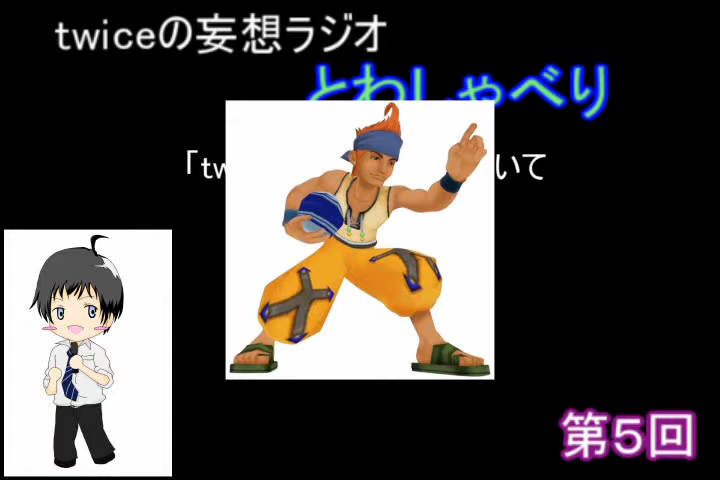 twiceの妄想ラジオ
とわしゃべり
「tw いて
第5回